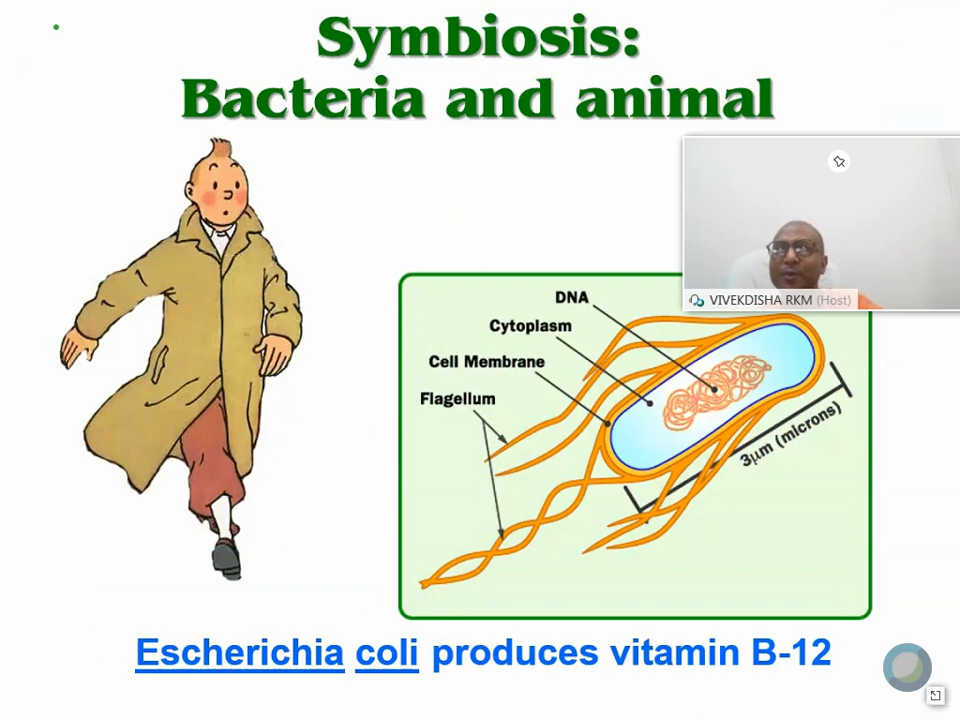 Symbiosis:
Bacteria and animal
VIVEKDISHA RKM (Host)
DNA
Cytoplasm
Cell Membrane
Flagellum
3µm (microns)
Escherichia coli produces vitamin B-12